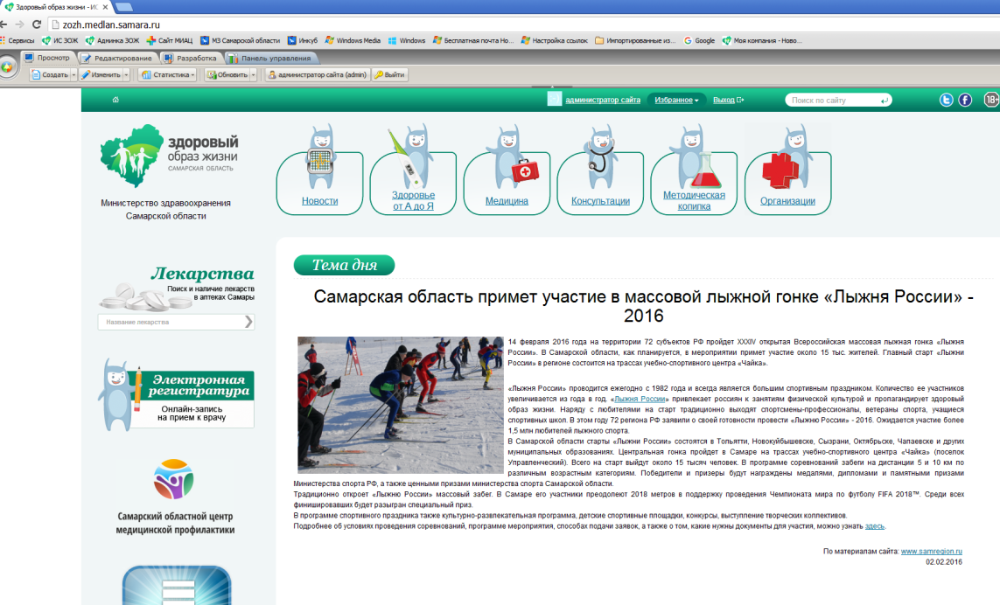 Здоровый образ жизни - ИС
zozh.medlan.samara.ru
Сервисы ИС ЗОЖ Админка ЗОЖ Сайт МИАЦ МЗ Самарской области Инкуб Windows Media Windows Бесплатная почта Ho... Настройка ссылок Импортированные из... Google Моя компания - Ново...
Просмотр Редактирование Разработка Панель управления
Создать Изменить Статистика Обновить администратор сайта (admin) Выйти
администратор сайта Избранное Выход Поиск по сайту 18+
здоровый
образ жизни
САМАРСКАЯ ОБЛАСТЬ
Министерство здравоохранения
Самарской области
Новости
Здоровье
от А до Я
Медицина
Консультации
Методическая
копилка
Организации
Лекарства
Поиск и наличие лекарств
в аптеках Самары
Название лекарства
Электронная
регистратура
Онлайн-запись
на прием к врачу
Самарский областной центр
медицинской профилактики
Тема дня
Самарская область примет участие в массовой лыжной гонке «Лыжня России» -
2016
14 февраля 2016 года на территории 72 субъектов РФ пройдет XXXIV открытая Всероссийская массовая лыжная гонка «Лыжня
России». В Самарской области, как планируется, в мероприятии примет участие около 15 тыс. жителей. Главный старт «Лыжни
России» в регионе состоится на трассах учебно-спортивного центра «Чайка».
«Лыжня России» проводится ежегодно с 1982 года и всегда является большим спортивным праздником. Количество ее участников
увеличивается из года в год. «Лыжня России» привлекает россиян к занятиям физической культурой и пропагандирует здоровый
образ жизни. Наряду с любителями на старт традиционно выходят спортсмены-профессионалы, ветераны спорта, учащиеся
спортивных школ. В этом году 72 региона РФ заявили о своей готовности провести «Лыжню России» - 2016. Ожидается участие более
1,5 млн любителей лыжного спорта.
В Самарской области старты «Лыжни России» состоятся в Тольятти, Новокуйбышевске, Сызрани, Октябрьске, Чапаевске и других
муниципальных образованиях. Центральная гонка пройдет в Самаре на трассах учебно-спортивного центра «Чайка» (поселок
Управленческий). Всего на старт выйдут около 15 тысяч человек. В программе соревнований забеги на дистанции 5 и 10 км по
различным возрастным категориям. Победители и призеры будут награждены медалями, дипломами и памятными призами
Министерства спорта РФ, а также ценными призами министерства спорта Самарской области.
Традиционно откроет «Лыжню России» массовый забег. В Самаре его участники преодолеют 2018 метров в поддержку проведения Чемпионата мира по футболу FIFA 2018™. Среди всех
финишировавших будет разыгран специальный приз.
В программе спортивного праздника также культурно-развлекательная программа, детские спортивные площадки, конкурсы, выступление творческих коллективов.
Подробнее об условиях проведения соревнований, программе мероприятия, способах подачи заявок, а также о том, какие нужны документы для участия, можно узнать здесь.
По материалам сайта: www.samregion.ru
02.02.2016